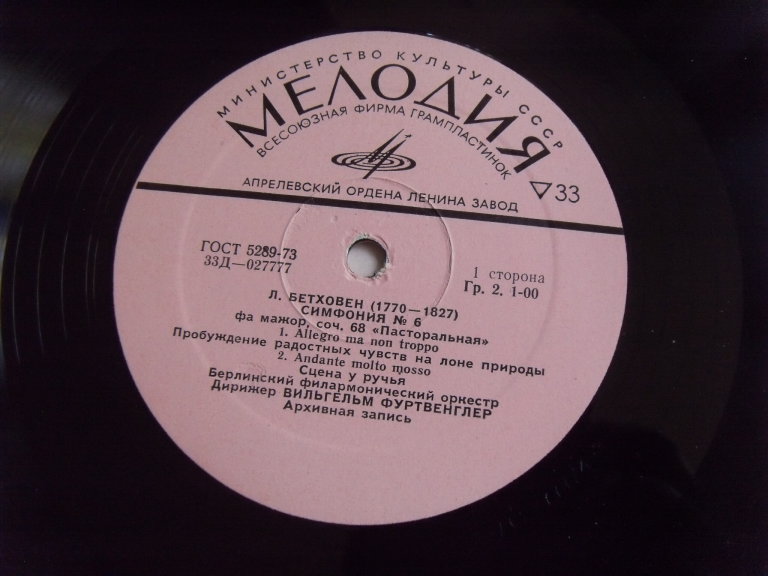 МИНИСТЕРСТВО КУЛЬТУРЫ СССР
МЕЛОДИЯ
ВСЕСОЮЗНАЯ ФИРМА ГРАМПЛАСТИНОК
АПРЕЛЕВСКИЙ ОРДЕНА ЛЕНИНА ЗАВОД
33
ГОСТ 5289-73
33Д—027777
1 сторона
Гр. 2. 1-00
Л. БЕТХОВЕН (1770—1827)
СИМФОНИЯ № 6
фа мажор, соч. 68 «Пасторальная»
1. Allegro ma non troppo
Пробуждение радостных чувств на лоне природы
2. Andante molto mosso
Сцена у ручья
Берлинский филармонический оркестр
Дирижер ВИЛЬГЕЛЬМ ФУРТВЕНГЛЕР
Архивная запись